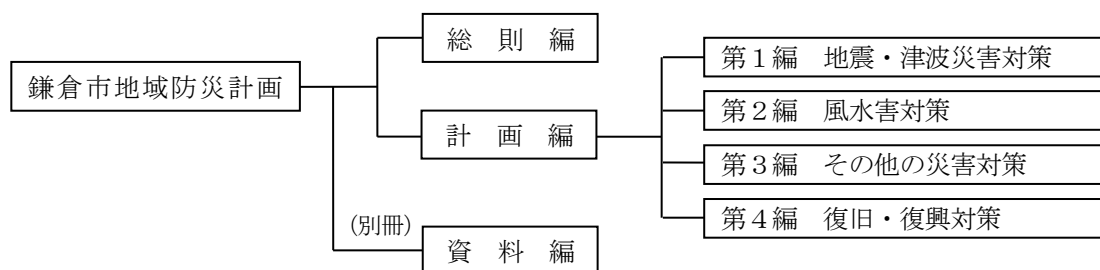 鎌倉市地域防災計画
総則編
計画編
第1編 地震・津波災害対策
第2編 風水害対策
第3編 その他の災害対策
第4編 復旧・復興対策
(別冊)
資料編